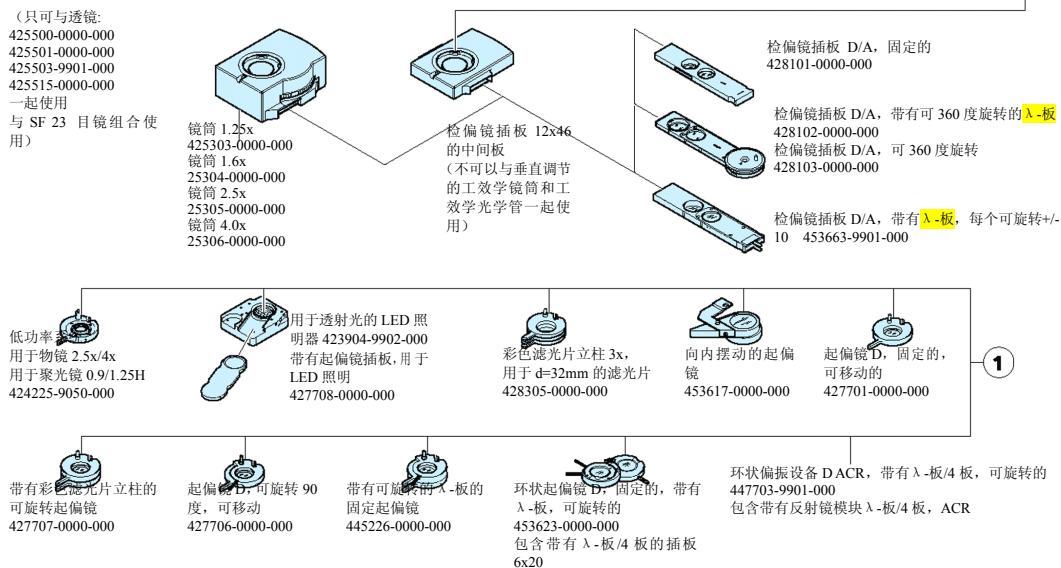 （只可与透镜:
425500-0000-000
425501-0000-000
425503-9901-000
425515-0000-000
一起使用
与 SF 23 目镜组合使
用）
镜筒 1.25x
425303-0000-000
镜筒 1.6x
25304-0000-000
镜筒 2.5x
25305-0000-000
镜筒 4.0x
25306-0000-000
检偏镜插板 12x46
的中间板
（不可以与垂直调节
的工效学镜筒和工
效学光学管一起使
用）
检偏镜插板 D/A，固定的
428101-0000-000
检偏镜插板 D/A，带有可 360 度旋转的 λ-板
428102-0000-000
检偏镜插板 D/A，可 360 度旋转
428103-0000-000
检偏镜插板 D/A，带有 λ-板，每个可旋转+/-
10 453663-9901-000
低功率系
用于物镜 2.5x/4x
用于聚光镜 0.9/1.25H
424225-9050-000
用于透射光的 LED 照
明器 423904-9902-000
带有起偏镜插板，用于
LED 照明
427708-0000-000
彩色滤光片立柱 3x，
用于 d=32mm 的滤光片
428305-0000-000
向内摆动的起偏
镜
453617-0000-000
起偏镜 D，固定的，
可移动的
427701-0000-000
1
带有彩色滤光片立柱的
可旋转起偏镜
427707-0000-000
起偏镜 D，可旋转 90
度，可移动
427706-0000-000
带有可旋转的 λ-板的
固定起偏镜
445226-0000-000
环状起偏镜 D，固定的，带有
λ-板，可旋转的
453623-0000-000
包含带有 λ-板/4 板的插板
6x20
环状偏振设备 D ACR，带有 λ-板/4 板，可旋转的
447703-9901-000
包含带有反射镜模块 λ-板/4 板，ACR